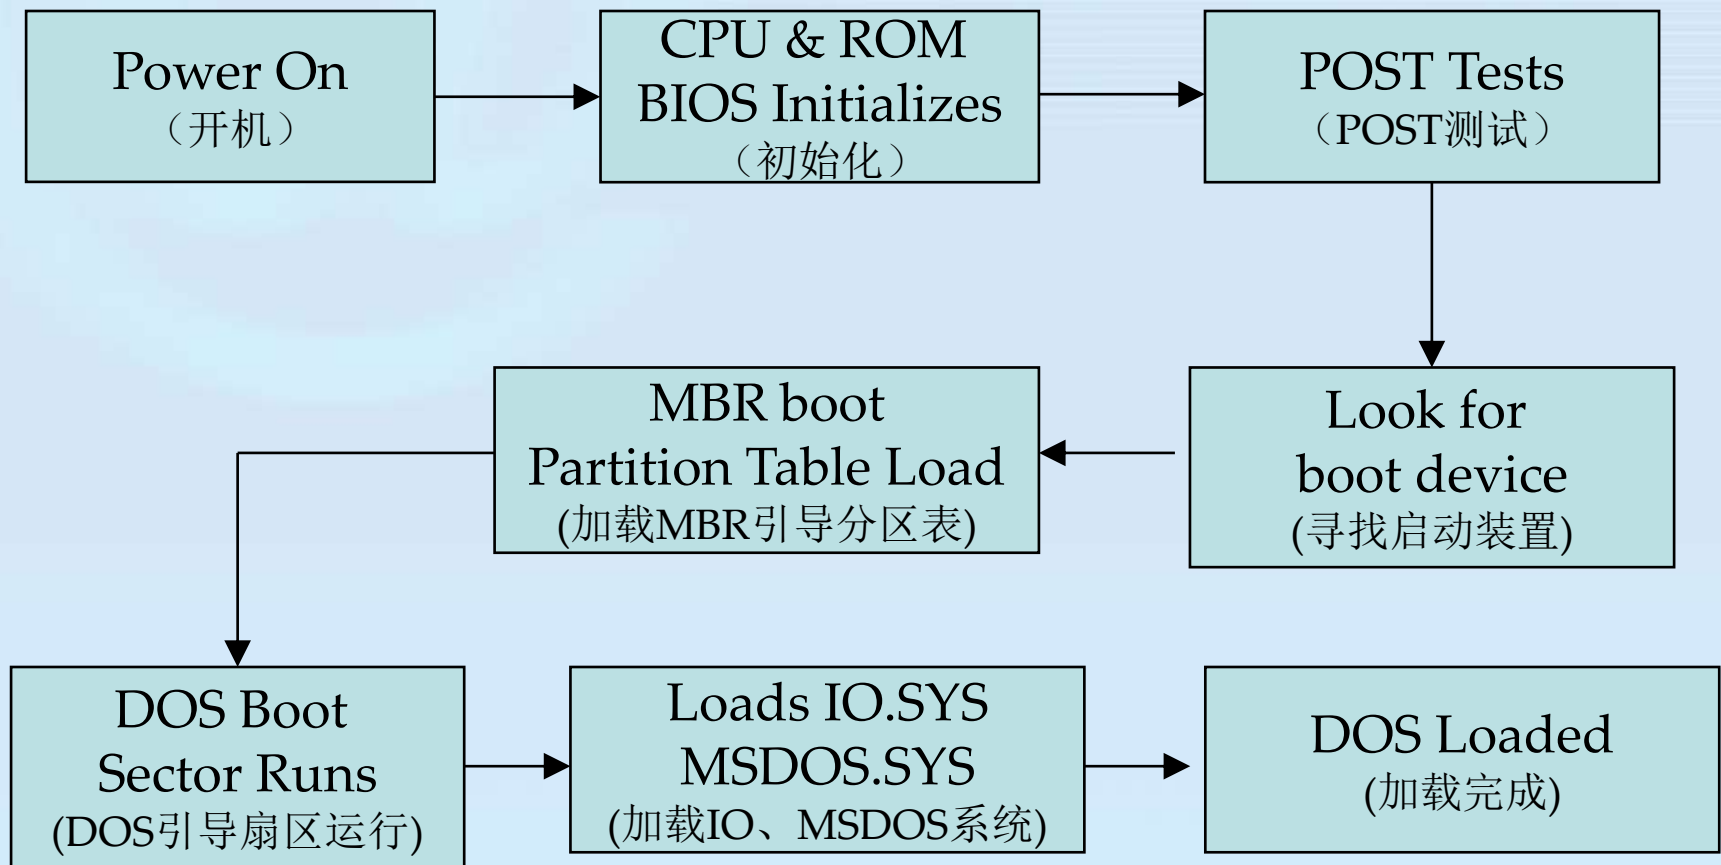 Power On
（开机）
CPU & ROM
BIOS Initializes
（初始化）
POST Tests
（POST测试）
Look for
boot device
(寻找启动装置)
MBR boot
Partition Table Load
(加载MBR引导分区表)
DOS Boot
Sector Runs
(DOS引导扇区运行)
Loads IO.SYS
MSDOS.SYS
(加载IO、MSDOS系统)
DOS Loaded
(加载完成)